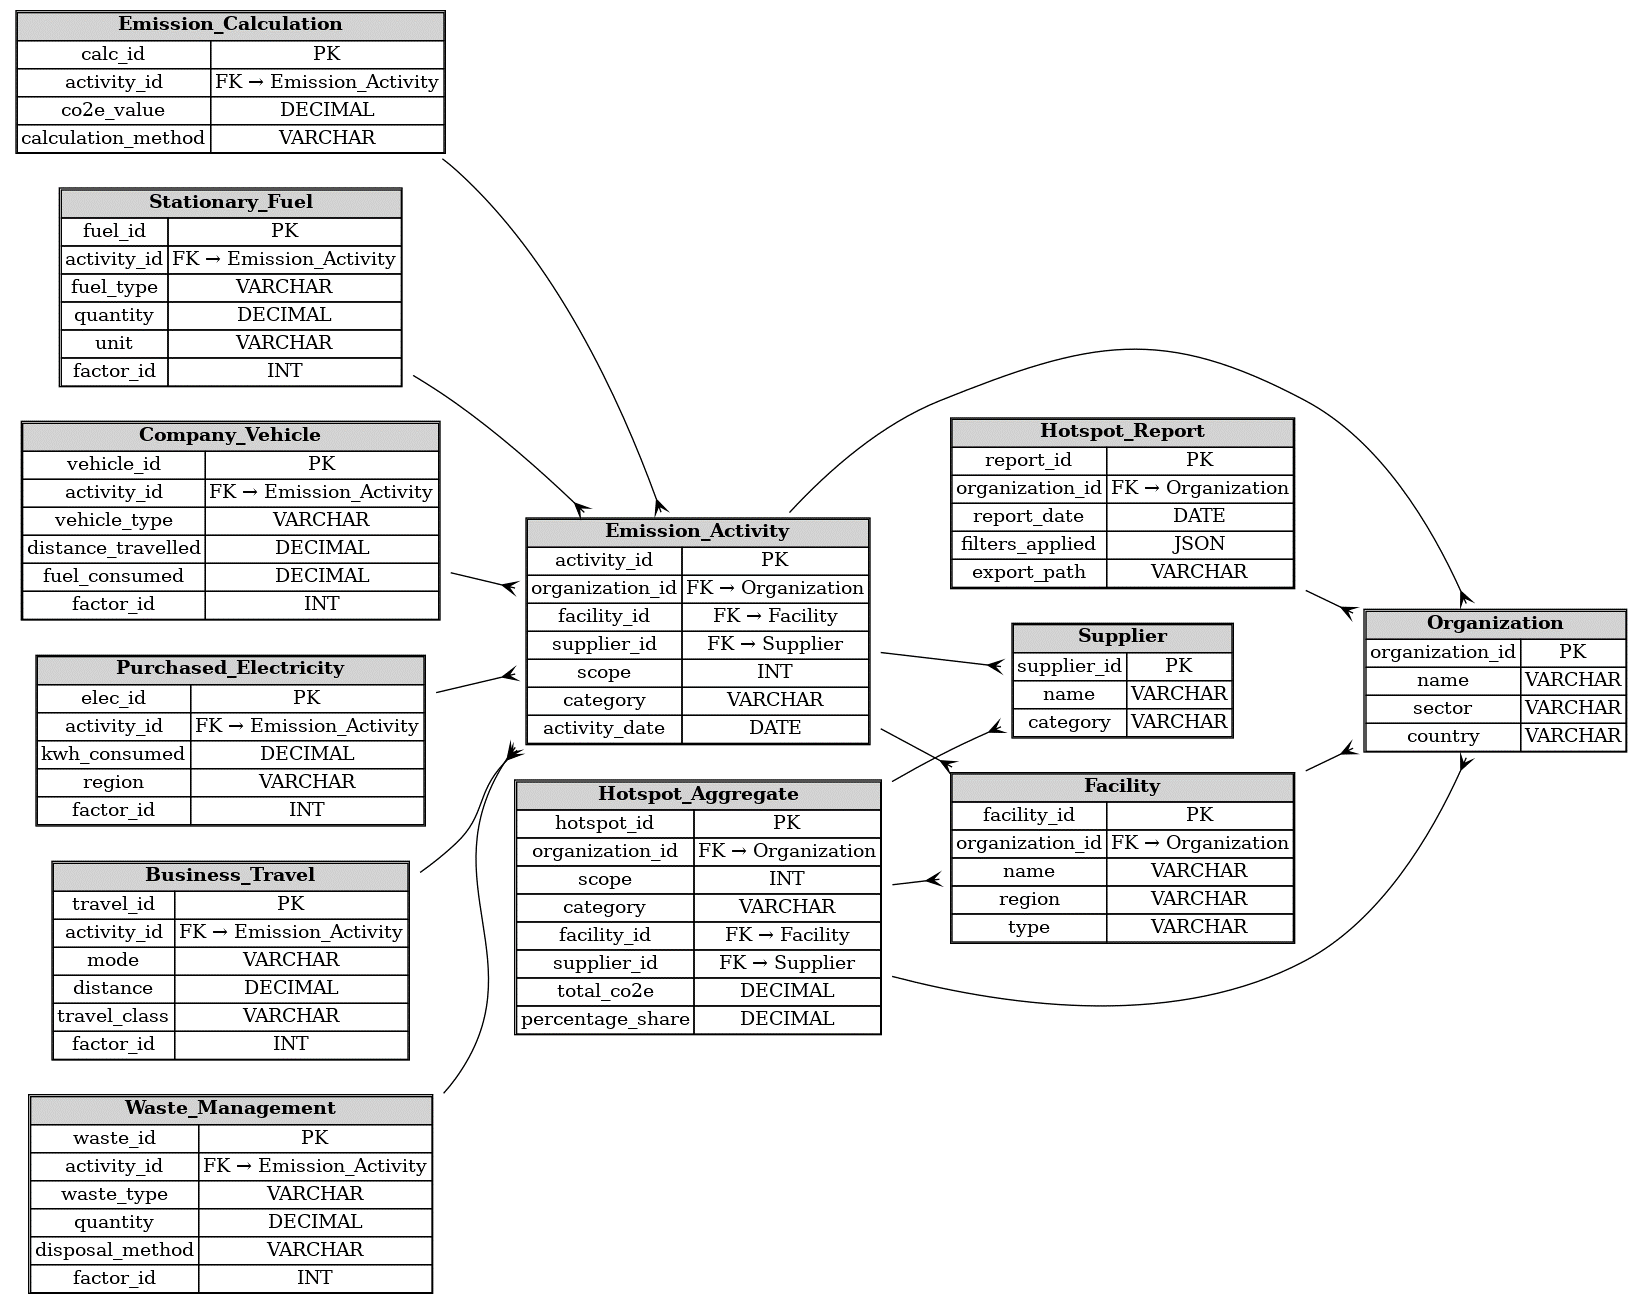 Emission_Calculation
calc_id PK
activity_id FK → Emission_Activity
co2e_value DECIMAL
calculation_method VARCHAR
Stationary_Fuel
fuel_id PK
activity_id FK → Emission_Activity
fuel_type VARCHAR
quantity DECIMAL
unit VARCHAR
factor_id INT
Company_Vehicle
vehicle_id PK
activity_id FK → Emission_Activity
vehicle_type VARCHAR
distance_travelled DECIMAL
fuel_consumed DECIMAL
factor_id INT
Purchased_Electricity
elec_id PK
activity_id FK → Emission_Activity
kwh_consumed DECIMAL
region VARCHAR
factor_id INT
Business_Travel
travel_id PK
activity_id FK → Emission_Activity
mode VARCHAR
distance DECIMAL
travel_class VARCHAR
factor_id INT
Waste_Management
waste_id PK
activity_id FK → Emission_Activity
waste_type VARCHAR
quantity DECIMAL
disposal_method VARCHAR
factor_id INT
Emission_Activity
activity_id PK
organization_id FK → Organization
facility_id FK → Facility
supplier_id FK → Supplier
scope INT
category VARCHAR
activity_date DATE
Hotspot_Aggregate
hotspot_id PK
organization_id FK → Organization
scope INT
category VARCHAR
facility_id FK → Facility
supplier_id FK → Supplier
total_co2e DECIMAL
percentage_share DECIMAL
Hotspot_Report
report_id PK
organization_id FK → Organization
report_date DATE
filters_applied JSON
export_path VARCHAR
Supplier
supplier_id PK
name VARCHAR
category VARCHAR
Facility
facility_id PK
organization_id FK → Organization
name VARCHAR
region VARCHAR
type VARCHAR
Organization
organization_id PK
name VARCHAR
sector VARCHAR
country VARCHAR